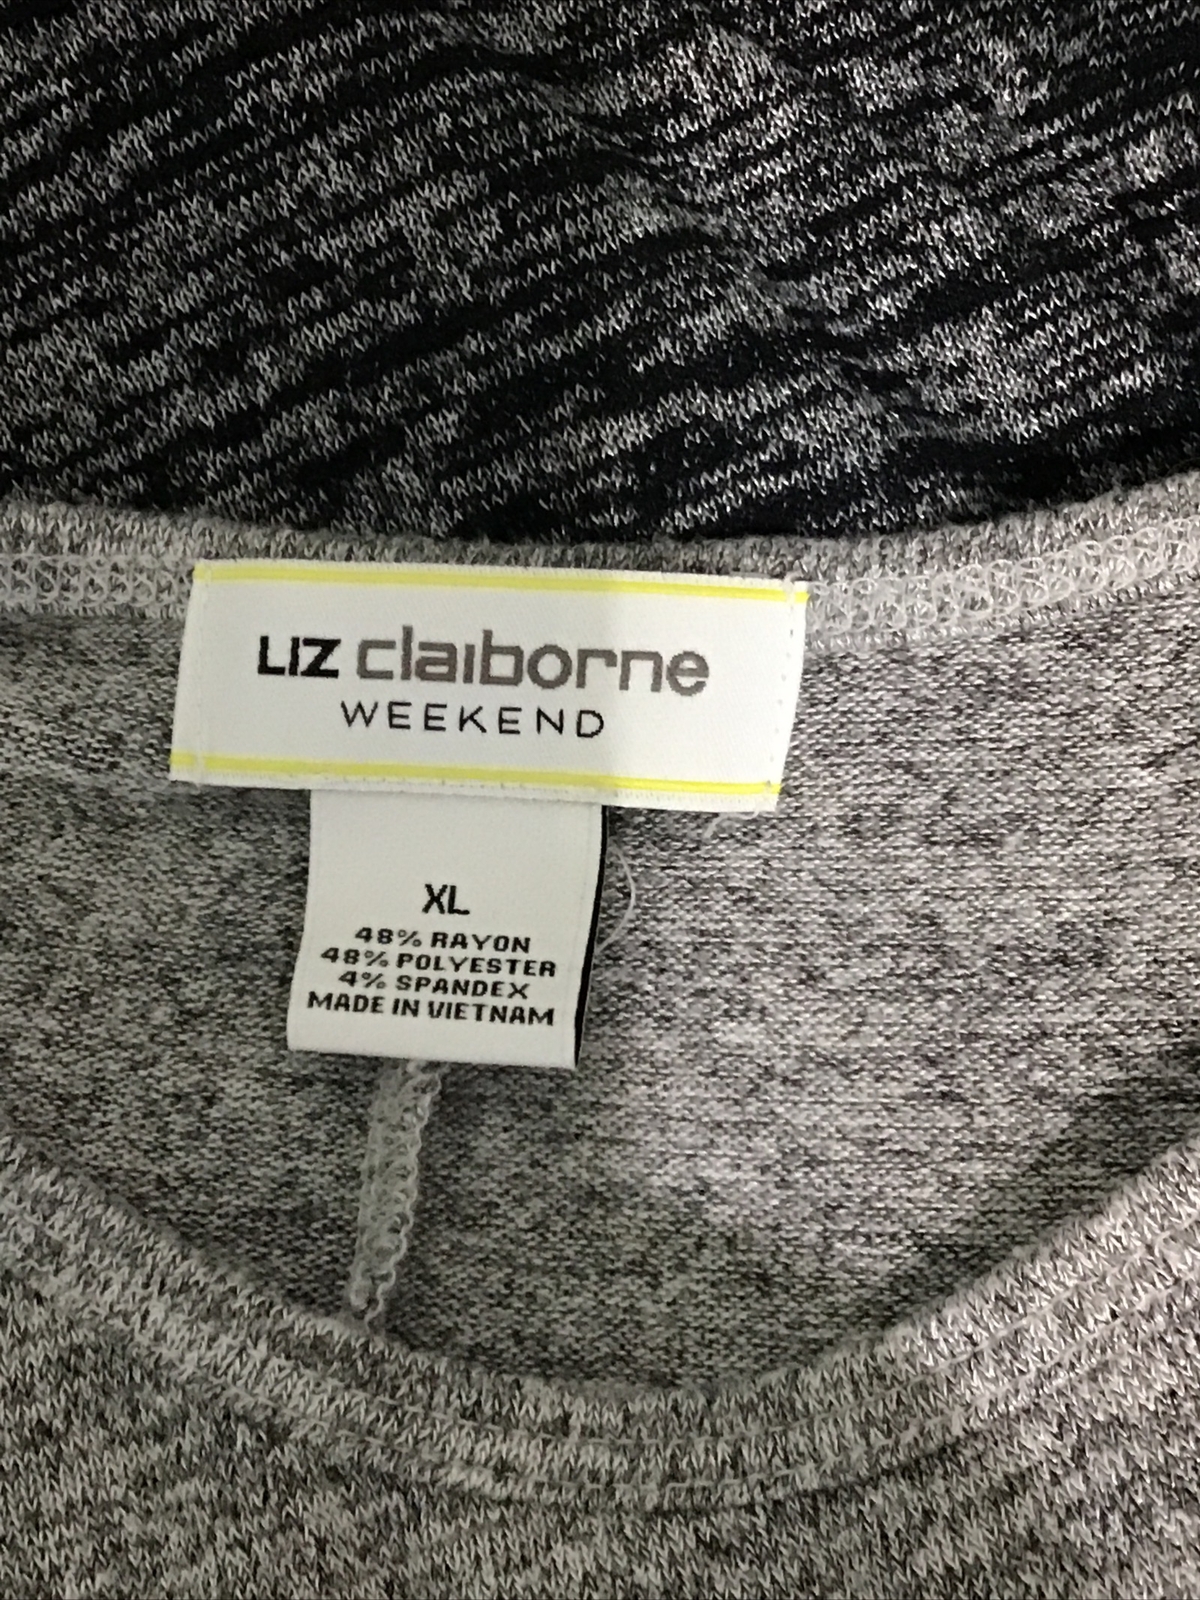 LIZ claiborne
WEEKEND
XL
48% RAYON
48% POLYESTER
4% SPANDEX
MADE IN VIETNAM